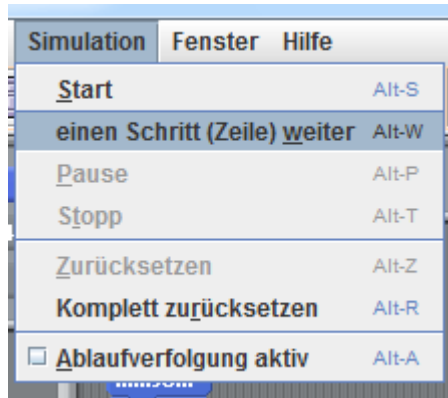 Simulation Fenster Hilfe
Start Alt-S
einen Schritt (Zeile) weiter Alt-W
Pause Alt-P
Stopp Alt-T
Zurücksetzen Alt-Z
Komplett zurücksetzen Alt-R
Ablaufverfolgung aktiv Alt-A